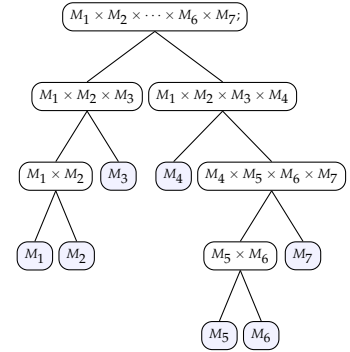 M₁ × M₂ × ⋯ × M₆ × M₇;
M₁ × M₂ × M₃
M₁ × M₂ × M₃ × M₄
M₁ × M₂
M₃
M₄
M₄ × M₅ × M₆ × M₇
M₁
M₂
M₅ × M₆
M₇
M₅
M₆